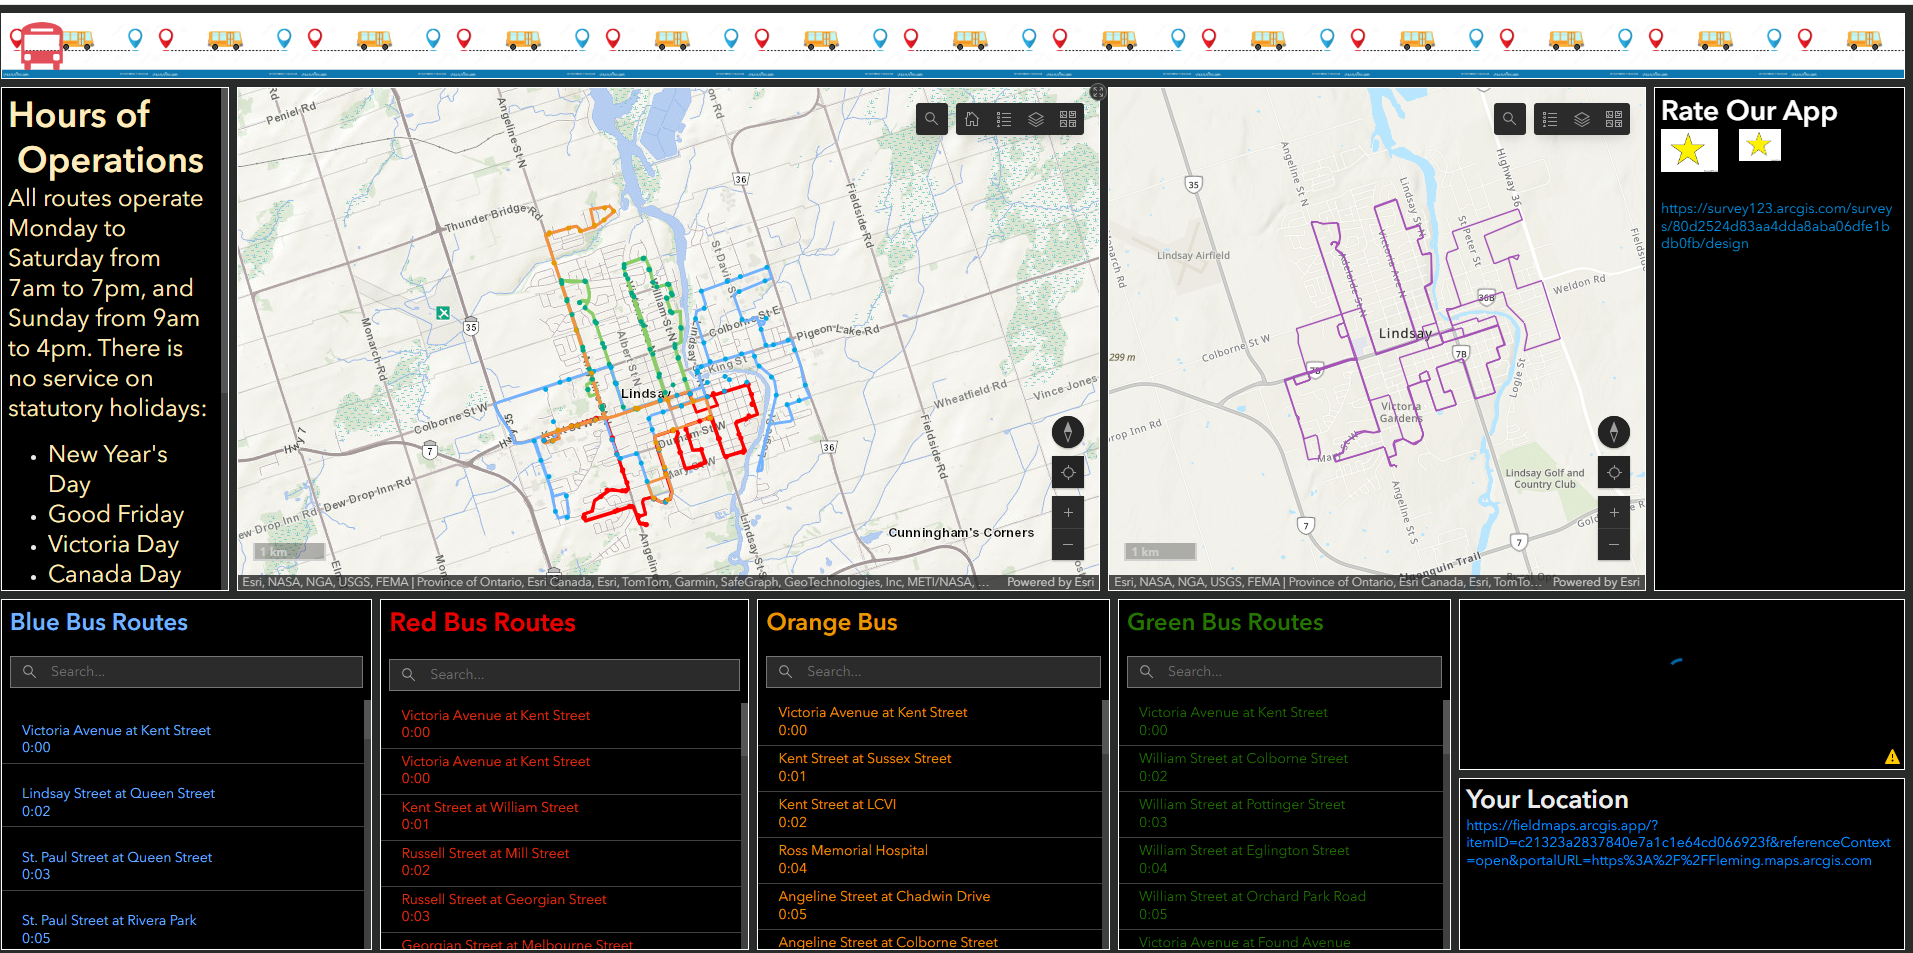 Hours of
Operations
All routes operate
Monday to
Saturday from
7am to 7pm, and
Sunday from 9am
to 4pm. There is
no service on
statutory holidays:
New Year's
Day
Good Friday
Victoria Day
Canada Day
Peniel Rd
Angeline St N
36
Fieldside Rd
Thunder Bridge Rd
St David St
William St N
Colborne St E
Pigeon Lake Rd
35
Monarch Rd
Albert St N
Lindsay
King St
Lindsay
Wheatfield Rd
Vince Jones
Colborne St W
Hwy 7
7
Durham St W
Mary St W
36
Fieldside Rd
Dew Drop Inn Rd
Cunningham's Corners
Lindsay St S
1 km
Esri, NASA, NGA, USGS, FEMA | Province of Ontario, Esri Canada, Esri, TomTom, Garmin, SafeGraph, GeoTechnologies, Inc, METI/NASA, ...
Powered by Esri
Angeline St N
Lindsay St N
Highway 36
35
St Peter St
Lindsay Airfield
Victoria Ave N
Adelaide St N
Weldon Rd
36B
Lindsay
Colborne St W
299 m
7B
7B
Logie St
Victoria
Gardens
Lindsay Golf and
Country Club
Angeline St S
7
7
1 km
Esri, NASA, NGA, USGS, FEMA | Province of Ontario, Esri Canada, Esri, TomTo...
Powered by Esri
Rate Our App
https://survey123.arcgis.com/survey
s/80d2524d83aa4dda8aba06dfe1b
db0fb/design
Blue Bus Routes
Search...
Victoria Avenue at Kent Street
0:00
Lindsay Street at Queen Street
0:02
St. Paul Street at Queen Street
0:03
St. Paul Street at Rivera Park
0:05
Red Bus Routes
Search...
Victoria Avenue at Kent Street
0:00
Victoria Avenue at Kent Street
0:00
Kent Street at William Street
0:01
Russell Street at Mill Street
0:02
Russell Street at Georgian Street
0:03
Georgian Street at Melbourne Street
Orange Bus
Search...
Victoria Avenue at Kent Street
0:00
Kent Street at Sussex Street
0:01
Kent Street at LCVI
0:02
Ross Memorial Hospital
0:04
Angeline Street at Chadwin Drive
0:05
Angeline Street at Colborne Street
Green Bus Routes
Search...
Victoria Avenue at Kent Street
0:00
William Street at Colborne Street
0:02
William Street at Pottinger Street
0:03
William Street at Eglington Street
0:04
William Street at Orchard Park Road
0:05
Victoria Avenue at Found Avenue
Your Location
https://fieldmaps.arcgis.app/?
itemID=c21323a2837840e7a1c1e64cd066923f&referenceContext
=open&portalURL=https%3A%2F%2FFleming.maps.arcgis.com